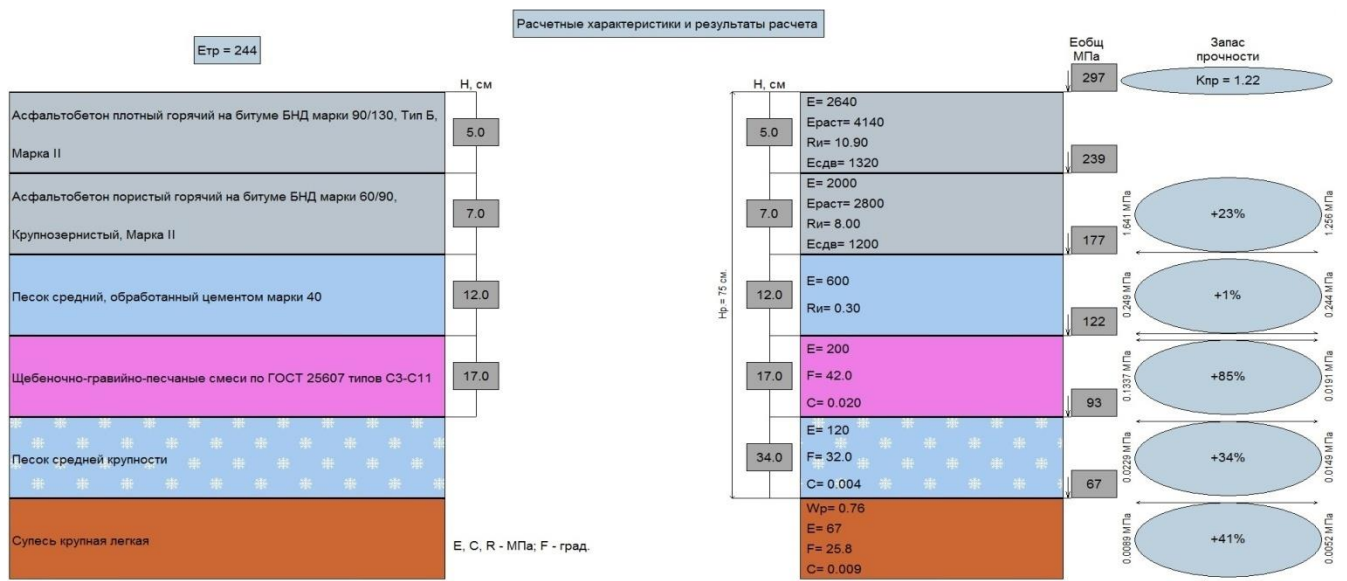 Расчетные характеристики и результаты расчета
Етр = 244
Н, см
Асфальтобетон плотный горячий на битуме БНД марки 90/130, Тип Б,
Марка II
5.0
Асфальтобетон пористый горячий на битуме БНД марки 60/90,
Крупнозернистый, Марка II
7.0
Песок средний, обработанный цементом марки 40
12.0
Щебеночно-гравийно-песчаные смеси по ГОСТ 25607 типов С3-С11
17.0
Песок средней крупности
Супесь крупная легкая
E, C, R - МПа; F - град.
Н, см
Нр = 75 см.
5.0
7.0
12.0
17.0
34.0
E= 2640
Eраст= 4140
Rи= 10.90
Eсдв= 1320
E= 2000
Eраст= 2800
Rи= 8.00
Eсдв= 1200
E= 600
Rи= 0.30
E= 200
F= 42.0
C= 0.020
E= 120
F= 32.0
C= 0.004
Wp= 0.76
E= 67
F= 25.8
C= 0.009
Еобщ
МПа
297
239
177
122
93
67
Запас
прочности
Кпр = 1.22
1.641 МПа
+23%
1.256 МПа
0.249 МПа
+1%
0.244 МПа
0.1337 МПа
+85%
0.0191 МПа
0.0229 МПа
+34%
0.0149 МПа
0.0089 МПа
+41%
0.0052 МПа